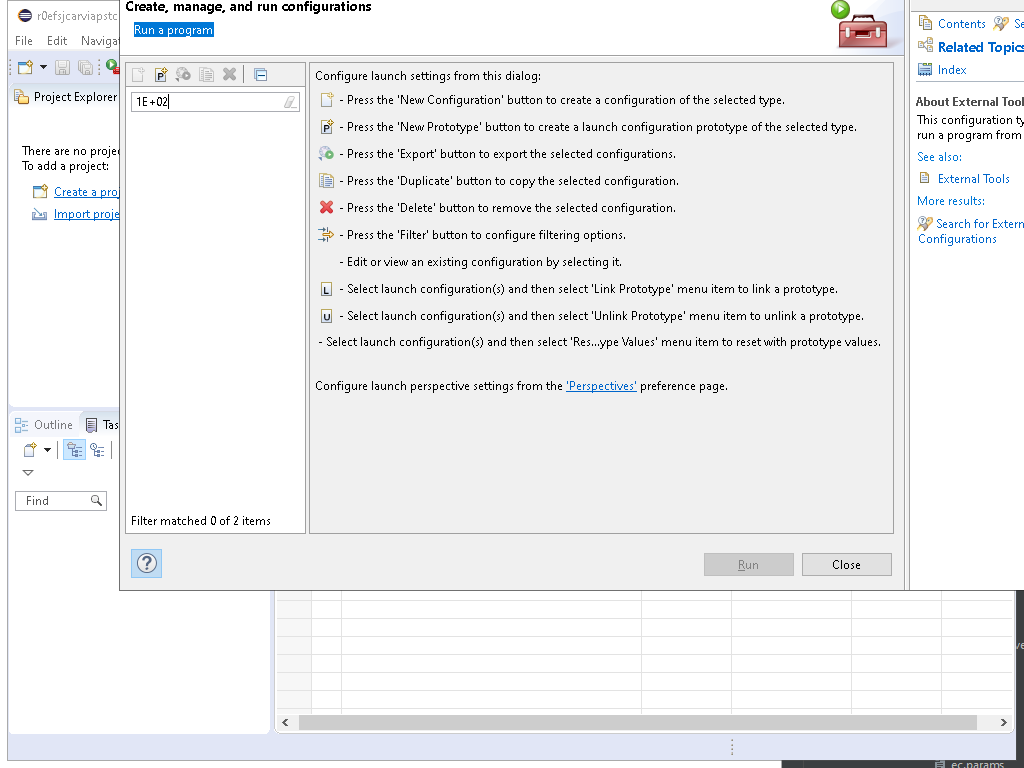 r0efsjcarviapstc
File Edit Naviga
Project Explorer
There are no proje
To add a project:
Create a proj
Import proje
Outline Tas
Find
Create, manage, and run configurations
Run a program
1E+02
Filter matched 0 of 2 items
Configure launch settings from this dialog:
- Press the 'New Configuration' button to create a configuration of the selected type.
P - Press the 'New Prototype' button to create a launch configuration prototype of the selected type.
- Press the 'Export' button to export the selected configurations.
- Press the 'Duplicate' button to copy the selected configuration.
- Press the 'Delete' button to remove the selected configuration.
- Press the 'Filter' button to configure filtering options.
- Edit or view an existing configuration by selecting it.
L - Select launch configuration(s) and then select 'Link Prototype' menu item to link a prototype.
U - Select launch configuration(s) and then select 'Unlink Prototype' menu item to unlink a prototype.
- Select launch configuration(s) and then select 'Res...ype Values' menu item to reset with prototype values.
Configure launch perspective settings from the 'Perspectives' preference page.
? Run Close
Contents Se
Related Topics
Index
About External Tool
This configuration ty
run a program from
See also:
External Tools
More results:
Search for Extern
Configurations
ve
ec.params